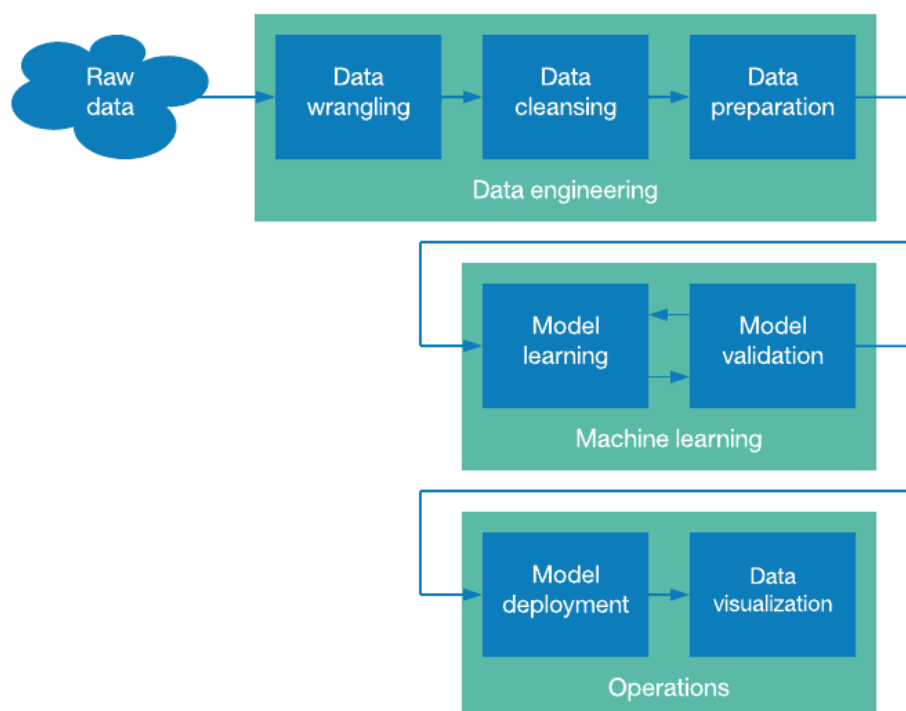 Raw
data
Data
wrangling
Data
cleansing
Data
preparation
Data engineering
Model
learning
Model
validation
Machine learning
Model
deployment
Data
visualization
Operations